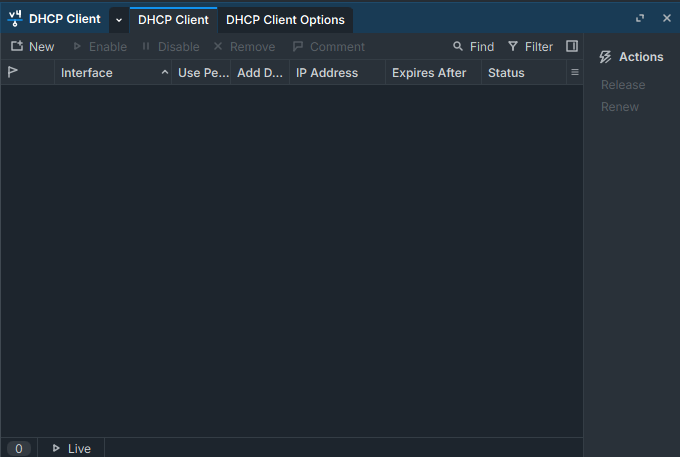 v4 DHCP Client DHCP Client DHCP Client Options
New Enable Disable Remove Comment Find Filter
Actions
Interface Use Pe... Add D... IP Address Expires After Status
Release
Renew
0 Live